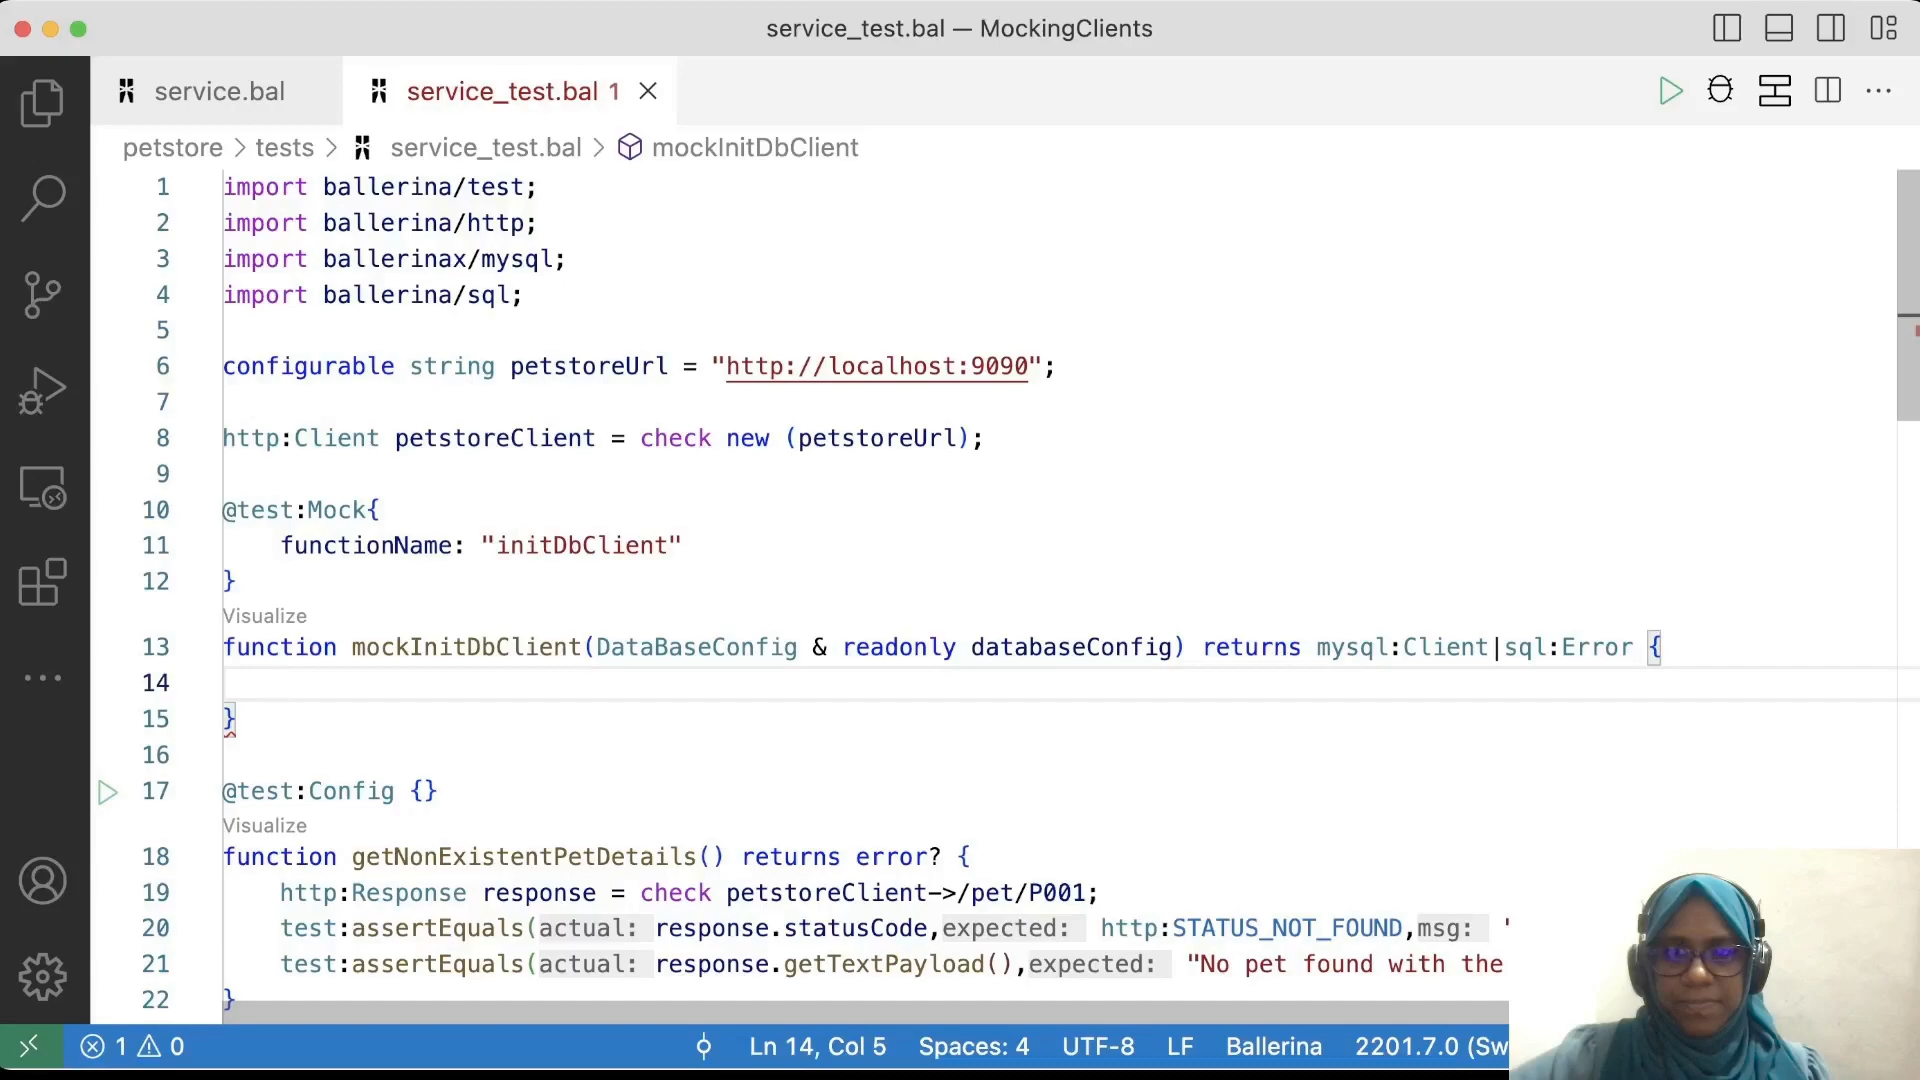 service_test.bal — MockingClients
service.bal
service_test.bal 1
petstore > tests > service_test.bal > mockInitDbClient
1 import ballerina/test;
2 import ballerina/http;
3 import ballerinax/mysql;
4 import ballerina/sql;
5
6 configurable string petstoreUrl = "http://localhost:9090";
7
8 http:Client petstoreClient = check new (petstoreUrl);
9
10 @test:Mock{
11 functionName: "initDbClient"
12 }
Visualize
13 function mockInitDbClient(DataBaseConfig & readonly databaseConfig) returns mysql:Client|sql:Error {
14
15 }
16
17 @test:Config {}
Visualize
18 function getNonExistentPetDetails() returns error? {
19 http:Response response = check petstoreClient->/pet/P001;
20 test:assertEquals(actual: response.statusCode,expected: http:STATUS_NOT_FOUND,msg: '
21 test:assertEquals(actual: response.getTextPayload(),expected: "No pet found with the
22 }
1 0 Ln 14, Col 5 Spaces: 4 UTF-8 LF Ballerina 2201.7.0 (Sw